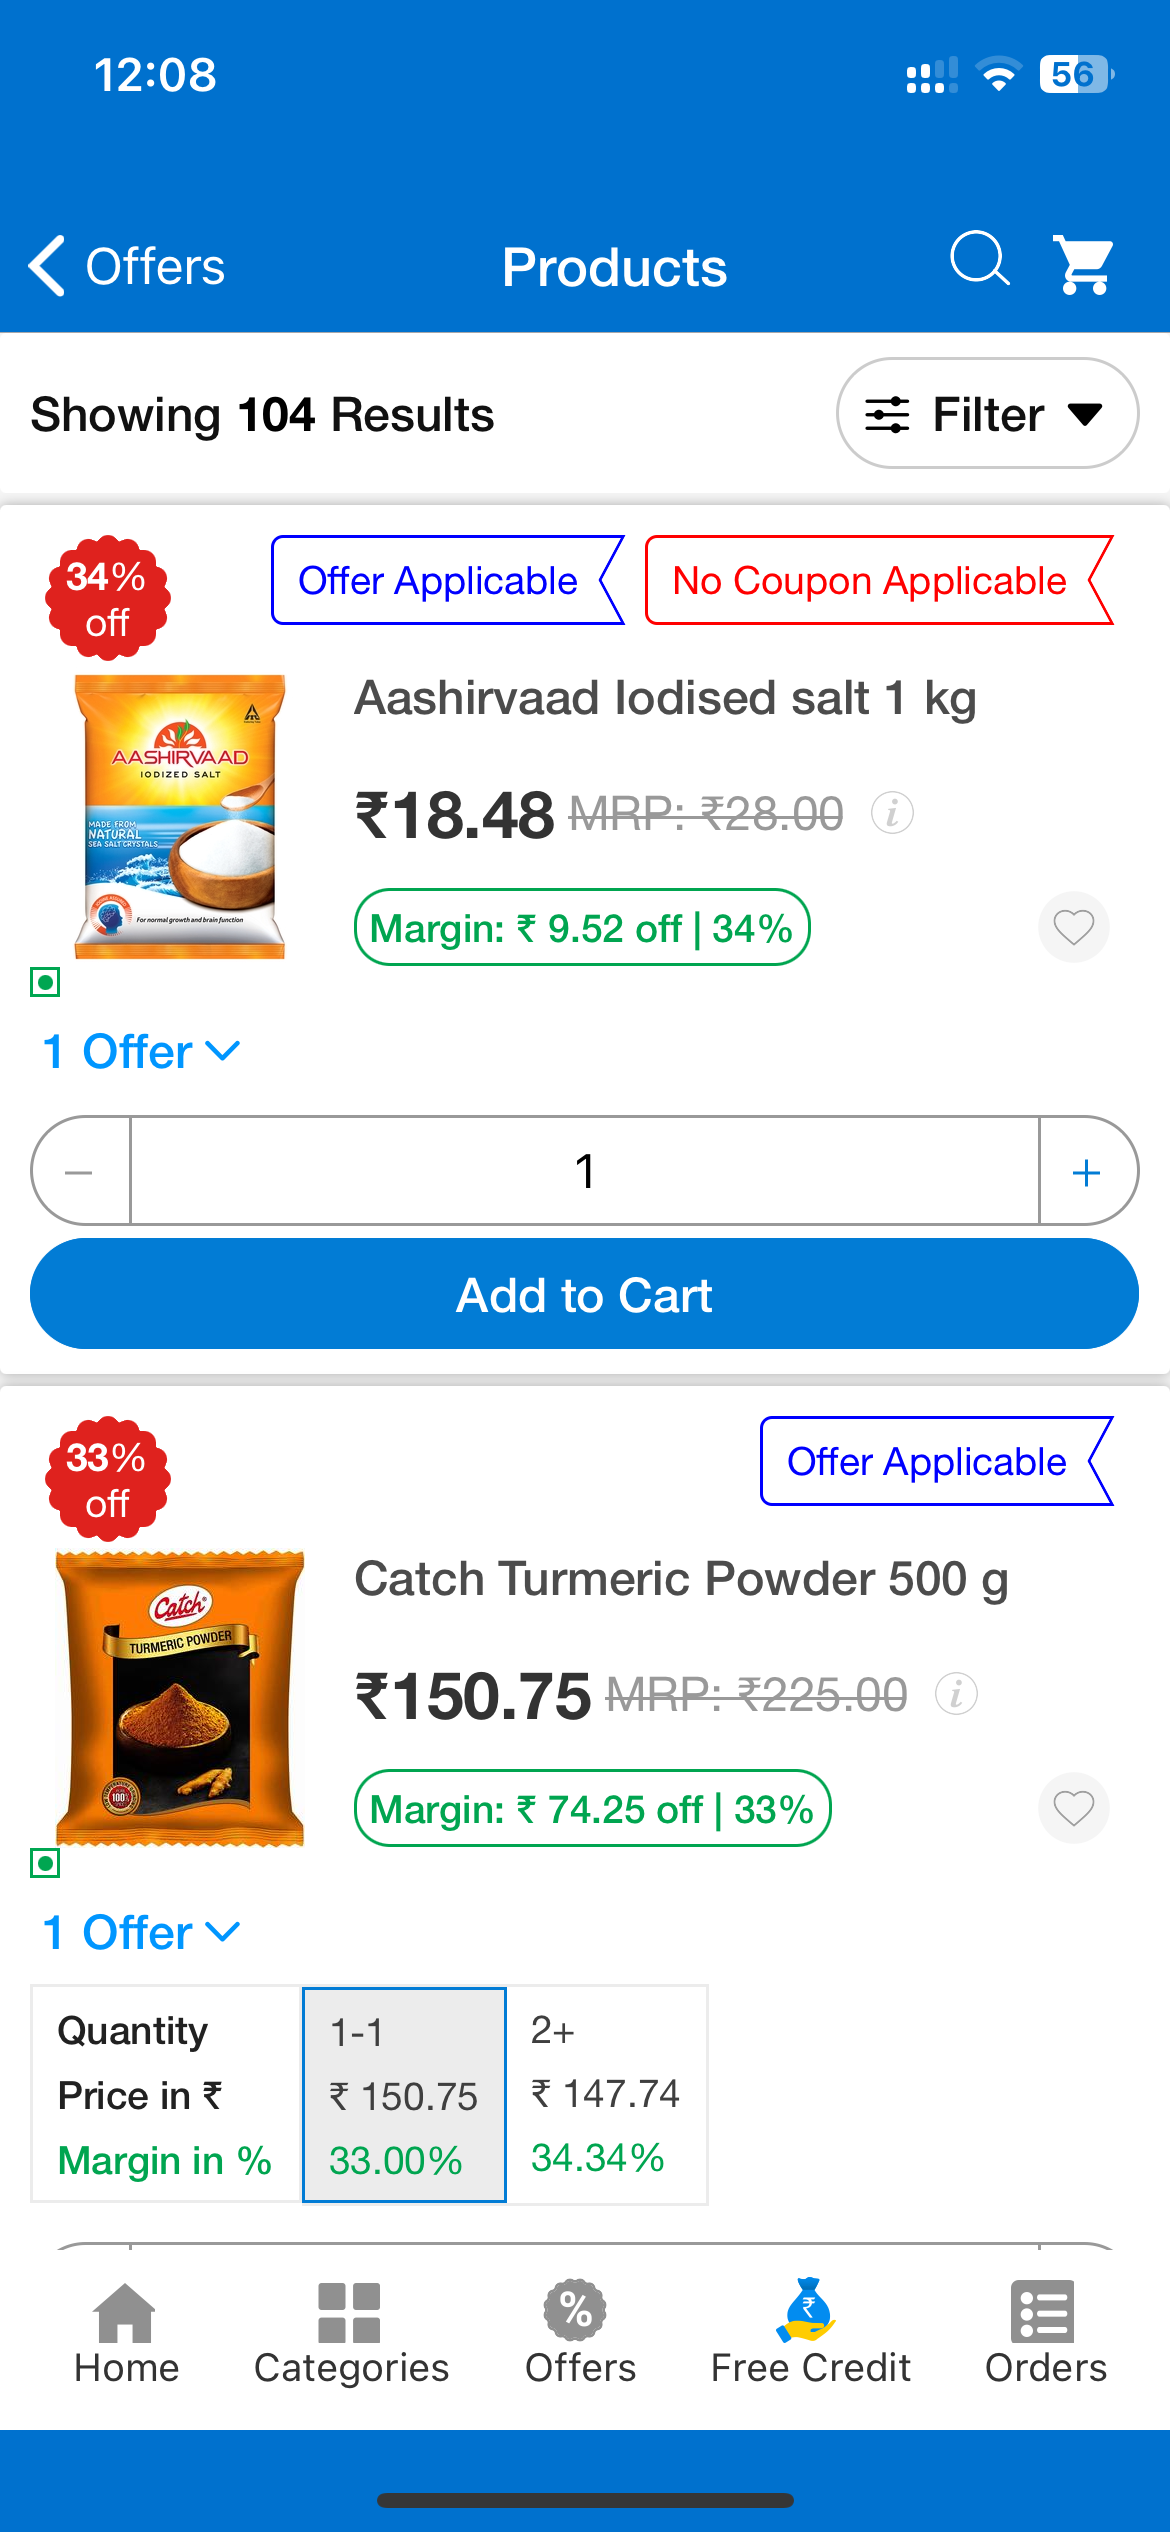 12:08
56
Offers
Products
Showing 104 Results
Filter
34% off
Offer Applicable
No Coupon Applicable
AASHIRVAAD
IODIZED SALT
MADE FROM
NATURAL
SEA SALT CRYSTALS
For normal growth and brain function
Aashirvaad Iodised salt 1 kg
₹18.48 MRP: ₹28.00 i
Margin: ₹ 9.52 off | 34%
1 Offer
1
Add to Cart
33% off
Offer Applicable
Catch
TURMERIC POWDER
100%
Catch Turmeric Powder 500 g
₹150.75 MRP: ₹225.00 i
Margin: ₹ 74.25 off | 33%
1 Offer
Quantity 1-1 2+
Price in ₹ ₹ 150.75 ₹ 147.74
Margin in % 33.00% 34.34%
Home
Categories
Offers
Free Credit
Orders